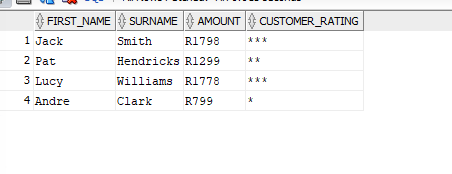 FIRST_NAME SURNAME AMOUNT CUSTOMER_RATING
1 Jack Smith R1798 ***
2 Pat Hendricks R1299 **
3 Lucy Williams R1778 ***
4 Andre Clark R799 *